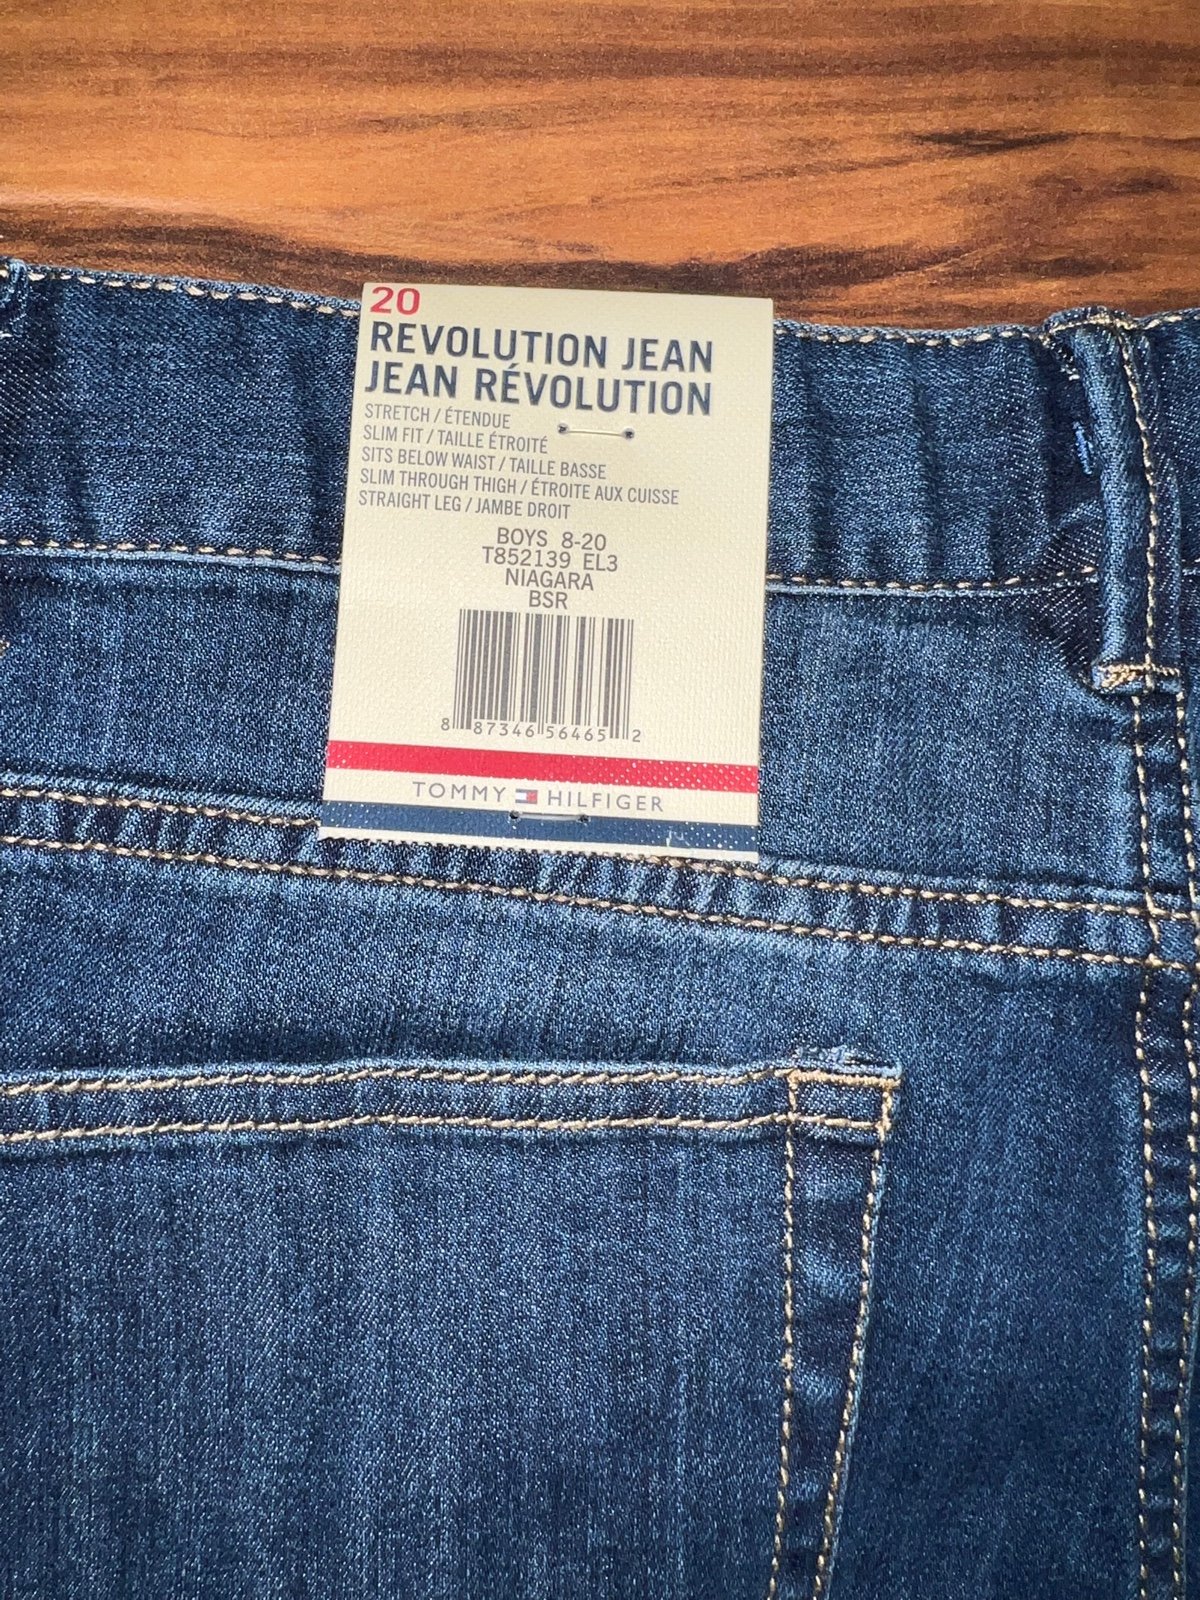 20
REVOLUTION JEAN
JEAN RÉVOLUTION
STRETCH / ÉTENDUE
SLIM FIT / TAILLE ÉTROITÉ
SITS BELOW WAIST / TAILLE BASSE
SLIM THROUGH THIGH / ÉTROITE AUX CUISSE
STRAIGHT LEG / JAMBE DROIT
BOYS 8-20
T852139 EL3
NIAGARA
BSR
8 87346 56465 2
TOMMY HILFIGER